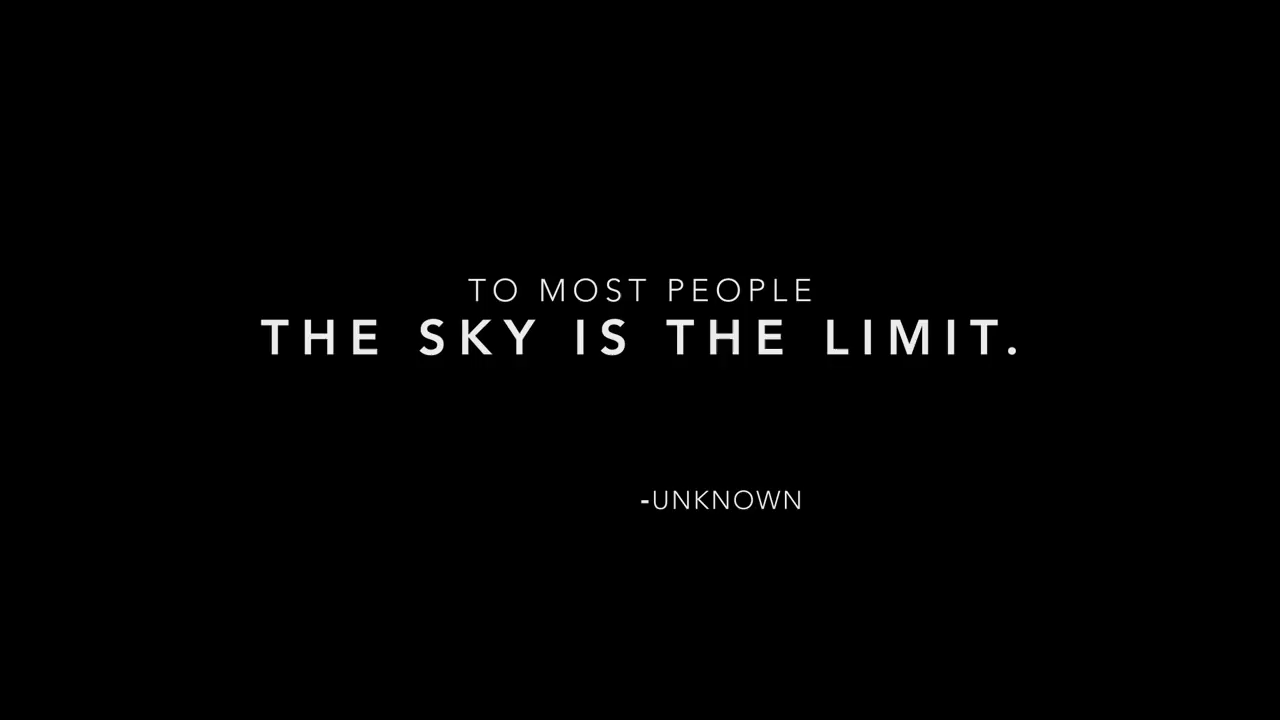 TO MOST PEOPLE
THE SKY IS THE LIMIT.
-UNKNOWN